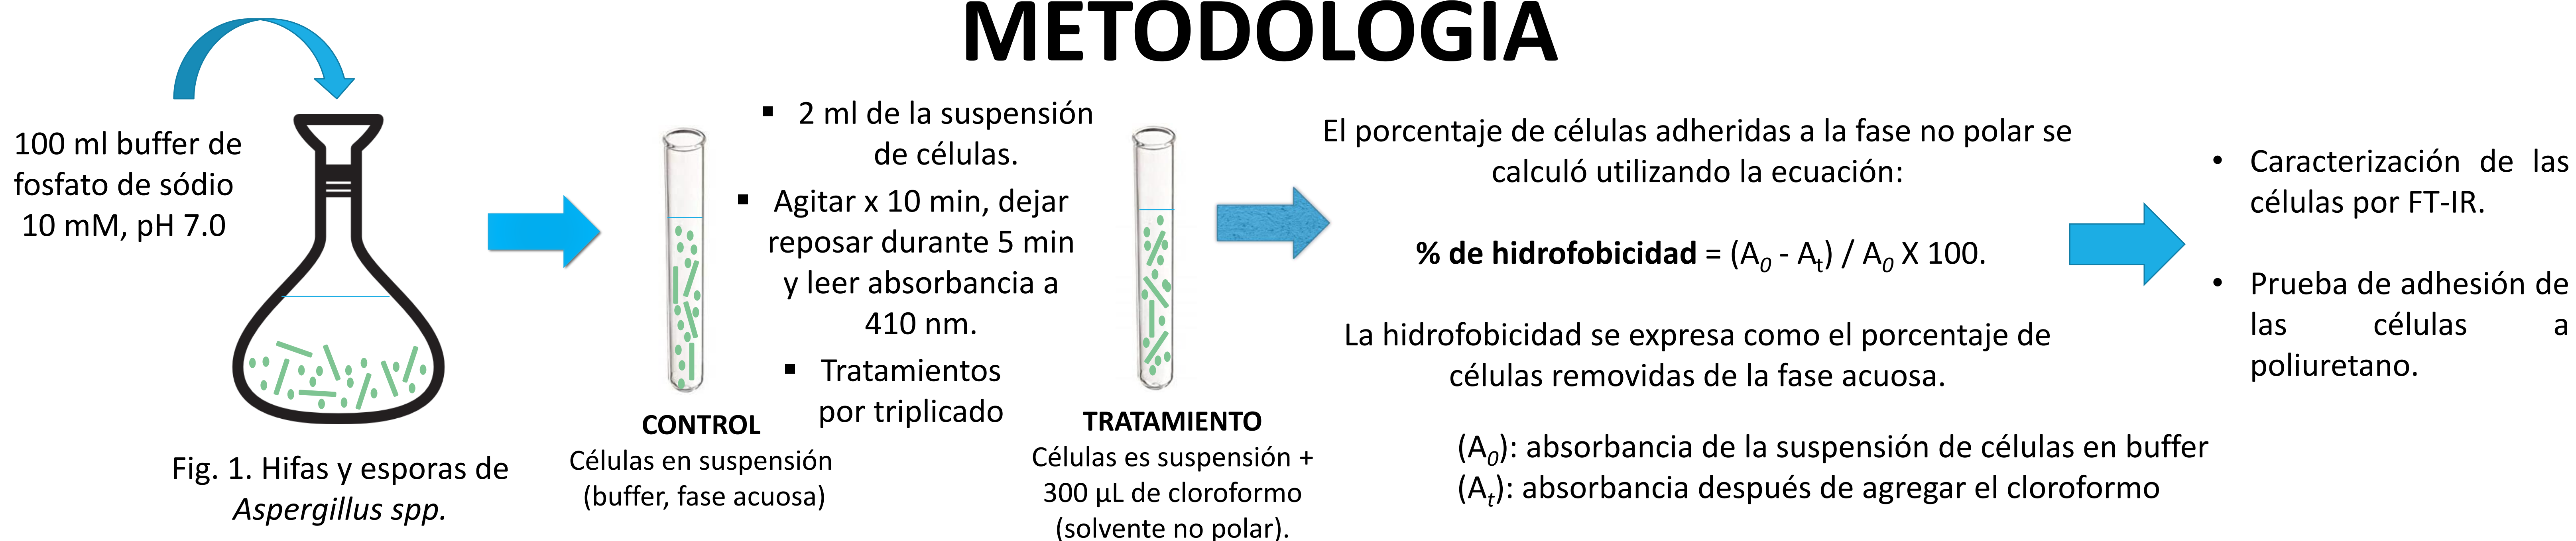 METODOLOGÍA
100 ml buffer de
fosfato de sódio
10 mM, pH 7.0
Fig. 1. Hifas y esporas de
Aspergillus spp.
CONTROL
Células en suspensión
(buffer, fase acuosa)
▪ 2 ml de la suspensión
de células.
▪ Agitar x 10 min, dejar
reposar durante 5 min
y leer absorbancia a
410 nm.
▪ Tratamientos
por triplicado
TRATAMIENTO
Células es suspensión +
300 µL de cloroformo
(solvente no polar).
El porcentaje de células adheridas a la fase no polar se
calculó utilizando la ecuación:
% de hidrofobicidad = (A0 - At) / A0 X 100.
La hidrofobicidad se expresa como el porcentaje de
células removidas de la fase acuosa.
(A0): absorbancia de la suspensión de células en buffer
(At): absorbancia después de agregar el cloroformo
• Caracterización de las
células por FT-IR.
• Prueba de adhesión de
las células a
poliuretano.